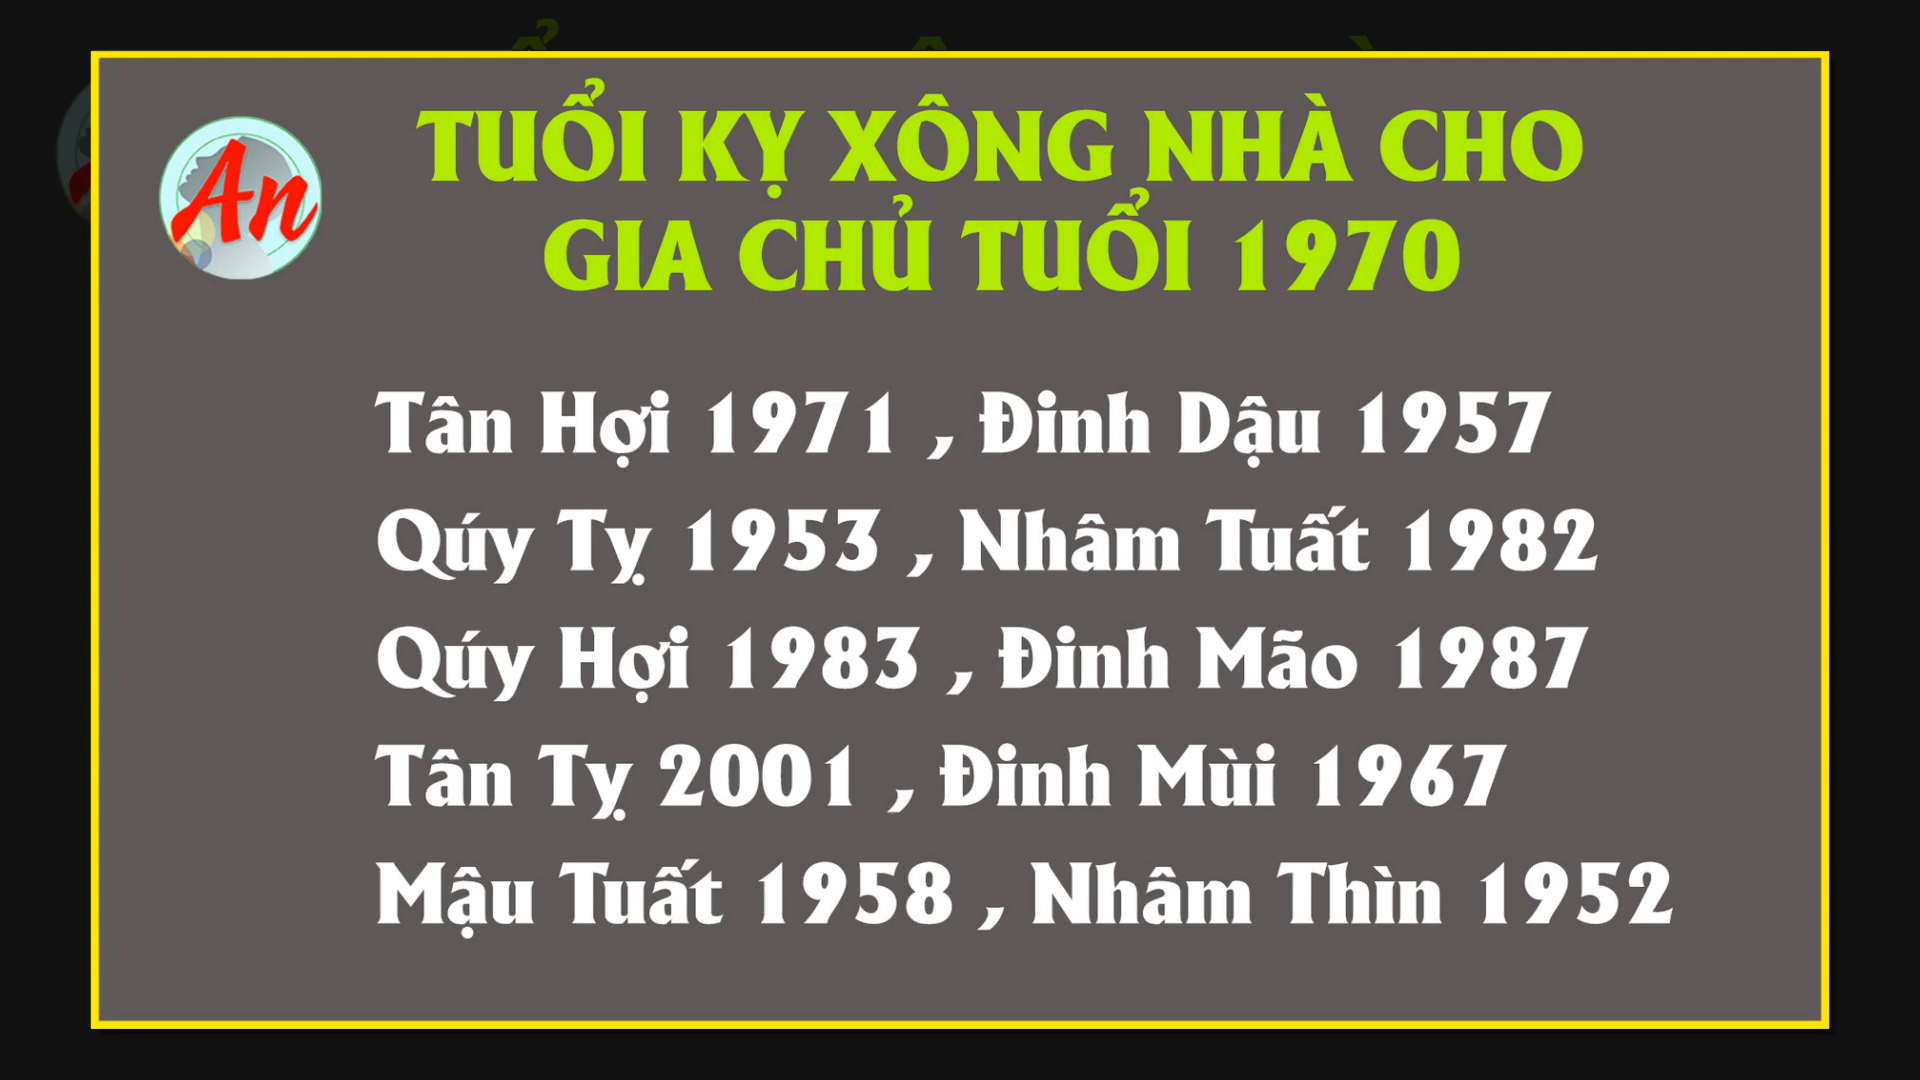 An
TUỔI KỴ XÔNG NHÀ CHO
GIA CHỦ TUỔI 1970
Tân Hợi 1971 , Đinh Dậu 1957
Qúy Tỵ 1953 , Nhâm Tuất 1982
Qúy Hợi 1983 , Đinh Mão 1987
Tân Tỵ 2001 , Đinh Mùi 1967
Mậu Tuất 1958 , Nhâm Thìn 1952